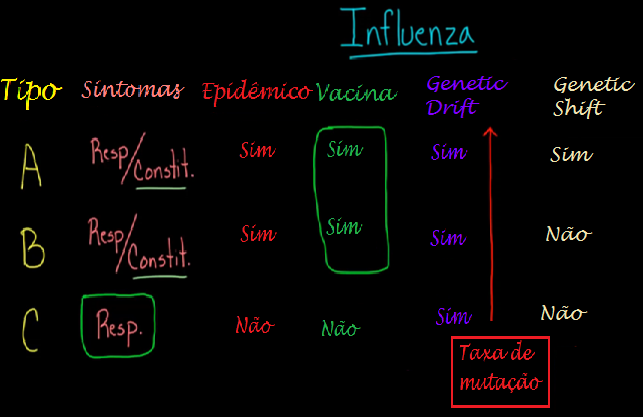 Influenza
Tipo Sintomas Epidêmico Vacina Genetic Drift Genetic Shift
A Resp/Constit. Sim Sim Sim Sim
B Resp/Constit. Sim Sim Sim Não
C Resp. Não Não Sim Não
Taxa de
mutação